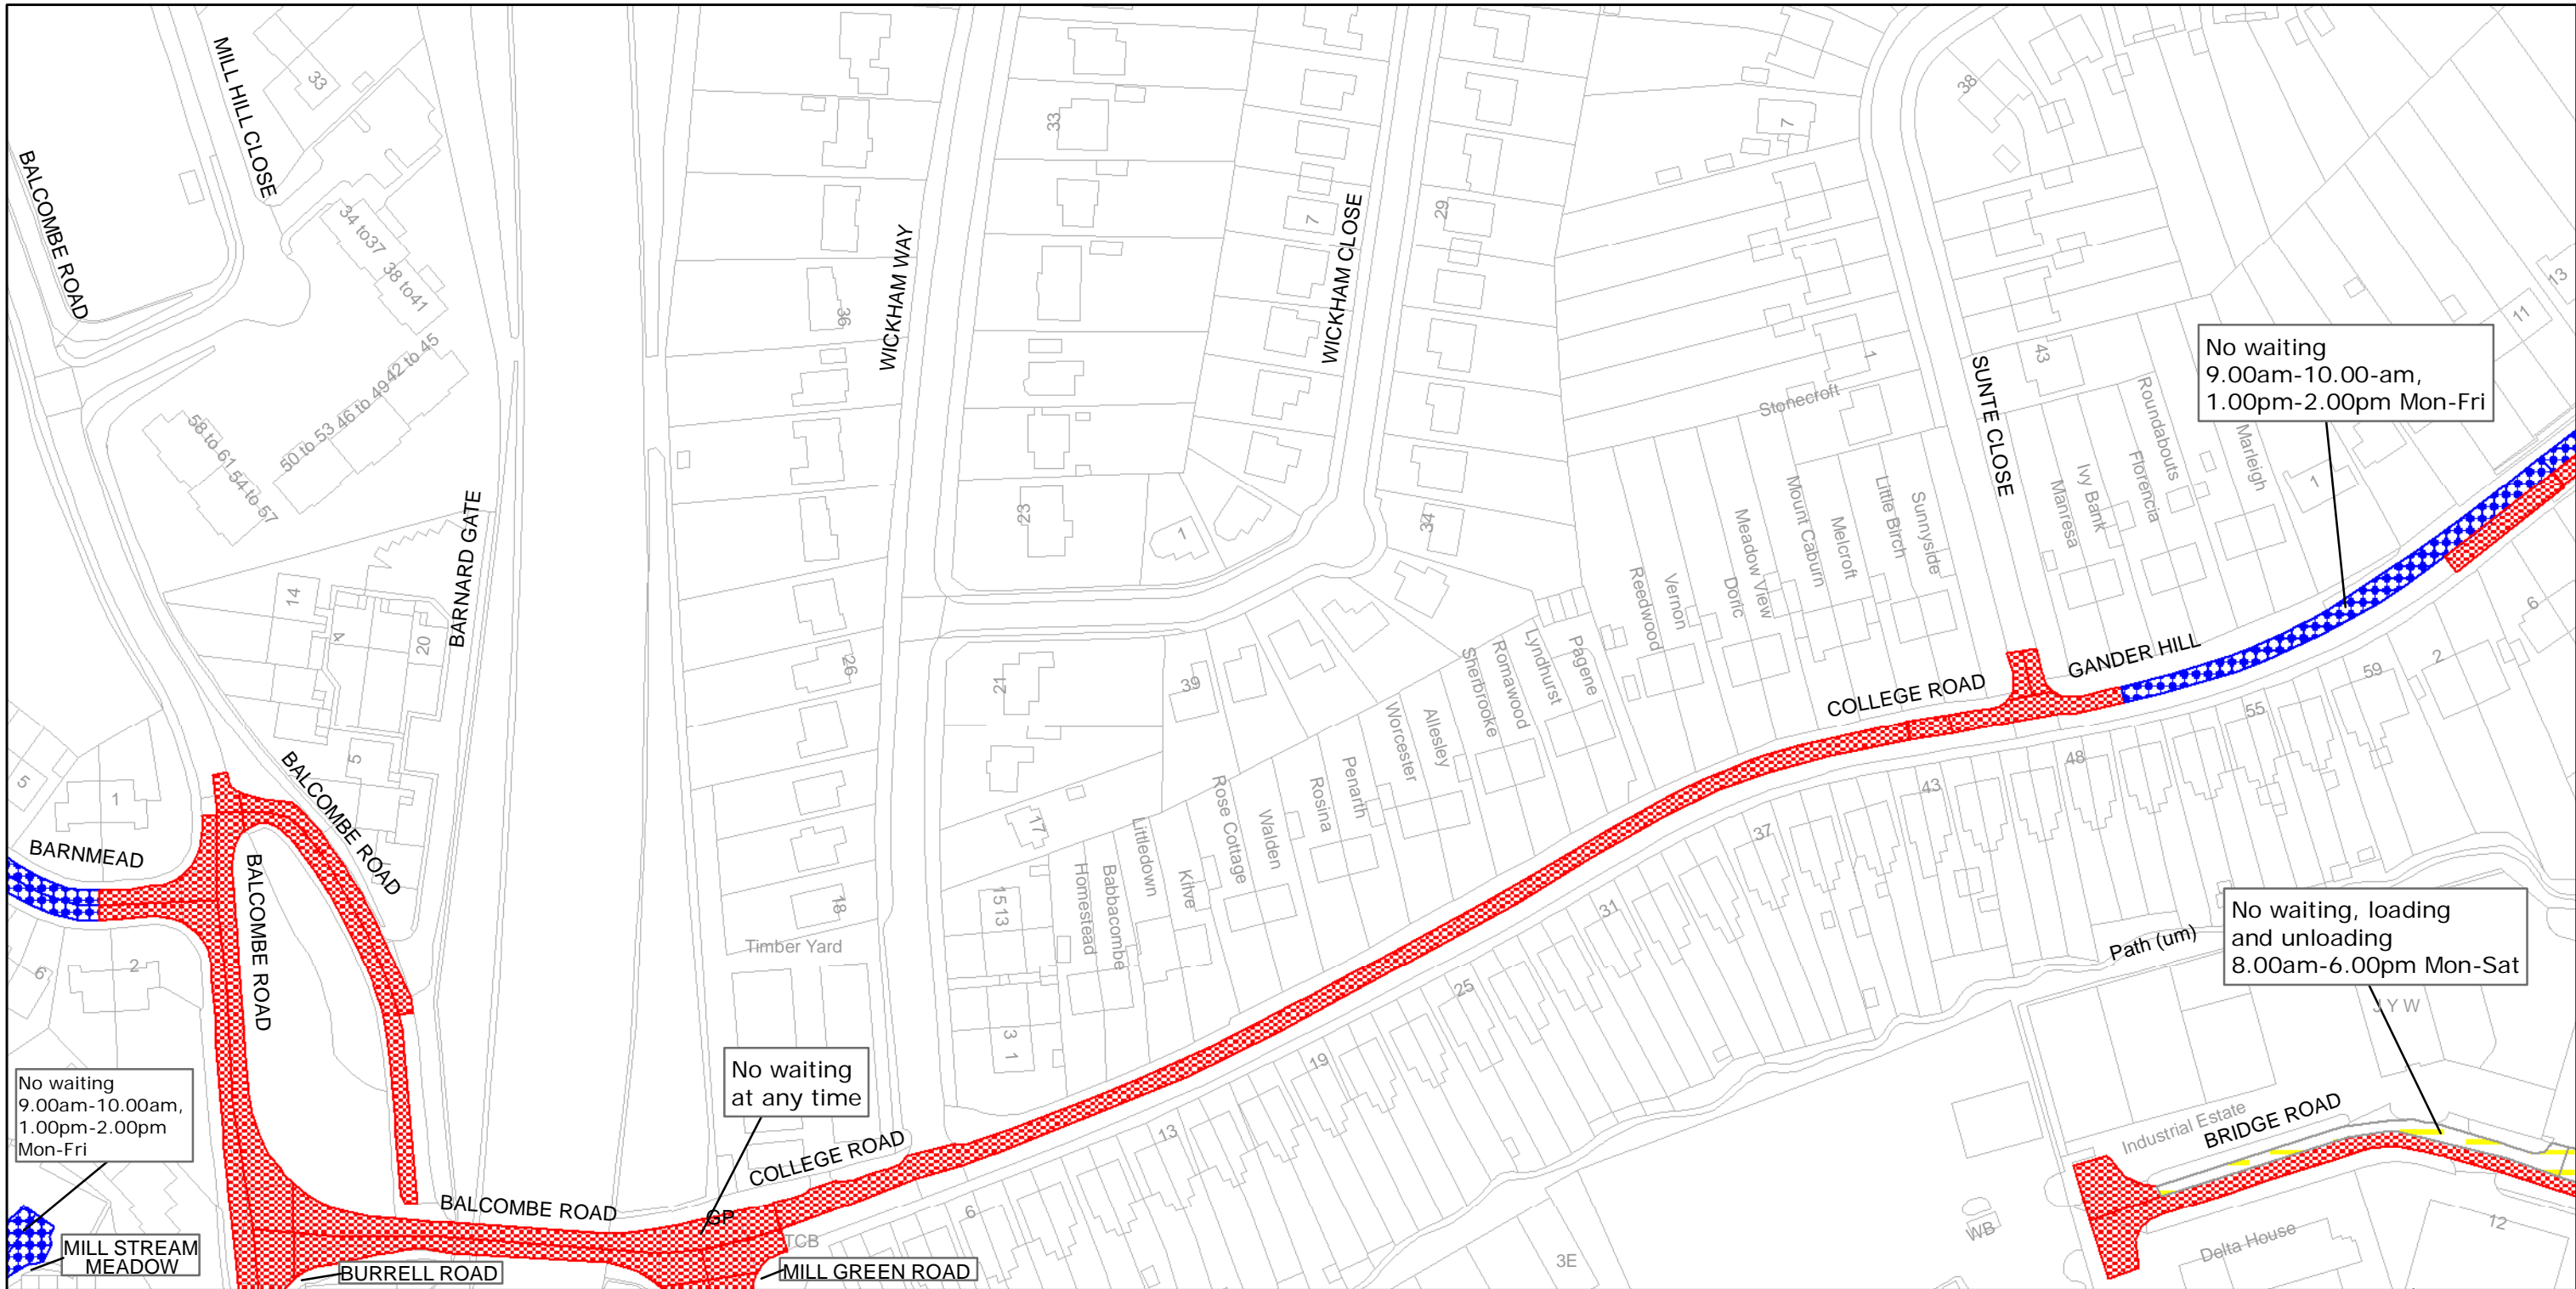 MILL HILL CLOSE
33
BALCOMBE ROAD
34 to37
38 to41
42 to 45
46 to 49
50 to 53
58 to 61
54 to 57
BARNARD GATE
14
4
20
5
BALCOMBE ROAD
5
1
BARNMEAD
BALCOMBE ROAD
6
2
No waiting
9.00am-10.00am,
1.00pm-2.00pm
Mon-Fri
MILL STREAM
MEADOW
BURRELL ROAD
BALCOMBE ROAD
WICKHAM WAY
36
26
18
Timber Yard
No waiting
at any time
GP
TCB
MILL GREEN ROAD
COLLEGE ROAD
33
23
21
17
15 13
3 1
7
WICKHAM CLOSE
29
1
34
39
Homestead
Babbacombe
Littledown
Kilve
Rose Cottage
Walden
Rosina
Penarth
Worcester
Allesley
Sherbrooke
Romawood
Lyndhurst
Pagene
Reedwood
Vernon
Doric
Meadow View
Mount Caburn
Melcroft
Little Birch
Sunnyside
Stonecroft
7
1
38
SUNTE CLOSE
43
Manresa
Ivy Bank
Florencia
Roundabouts
Marleigh
1
11
13
No waiting
9.00am-10.00-am,
1.00pm-2.00pm Mon-Fri
GANDER HILL
COLLEGE ROAD
6
13
19
25
31
37
43
48
55
59
2
6
Path (um)
No waiting, loading
and unloading
8.00am-6.00pm Mon-Sat
J Y W
Industrial Estate
BRIDGE ROAD
WB
3E
Delta House
12